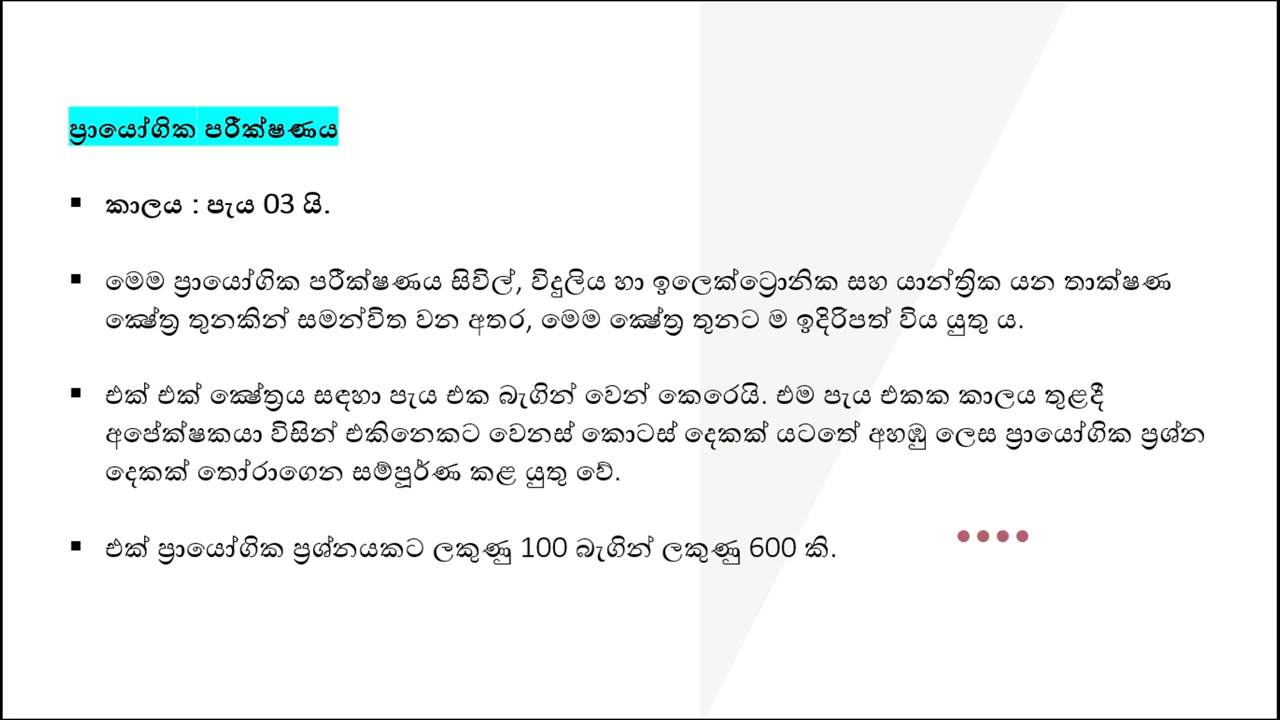 ප්‍රායෝගික පරීක්ෂණය
▪ කාලය : පැය 03 යි.
▪ මෙම ප්‍රායෝගික පරීක්ෂණය සිවිල්, විදුලිය හා ඉලෙක්ට්‍රොනික සහ යාන්ත්‍රික යන තාක්ෂණ
ක්‍ෂේත්‍ර තුනකින් සමන්විත වන අතර, මෙම ක්‍ෂේත්‍ර තුනට ම ඉදිරිපත් විය යුතු ය.
▪ එක් එක් ක්‍ෂේත්‍රය සඳහා පැය එක බැගින් වෙන් කෙරෙයි. එම පැය එකක කාලය තුළදී
අපේක්ෂකයා විසින් එකිනෙකට වෙනස් කොටස් දෙකක් යටතේ අහඹු ලෙස ප්‍රායෝගික ප්‍රශ්න
දෙකක් තෝරාගෙන සම්පූර්ණ කළ යුතු වේ.
▪ එක් ප්‍රායෝගික ප්‍රශ්නයකට ලකුණු 100 බැගින් ලකුණු 600 කි.